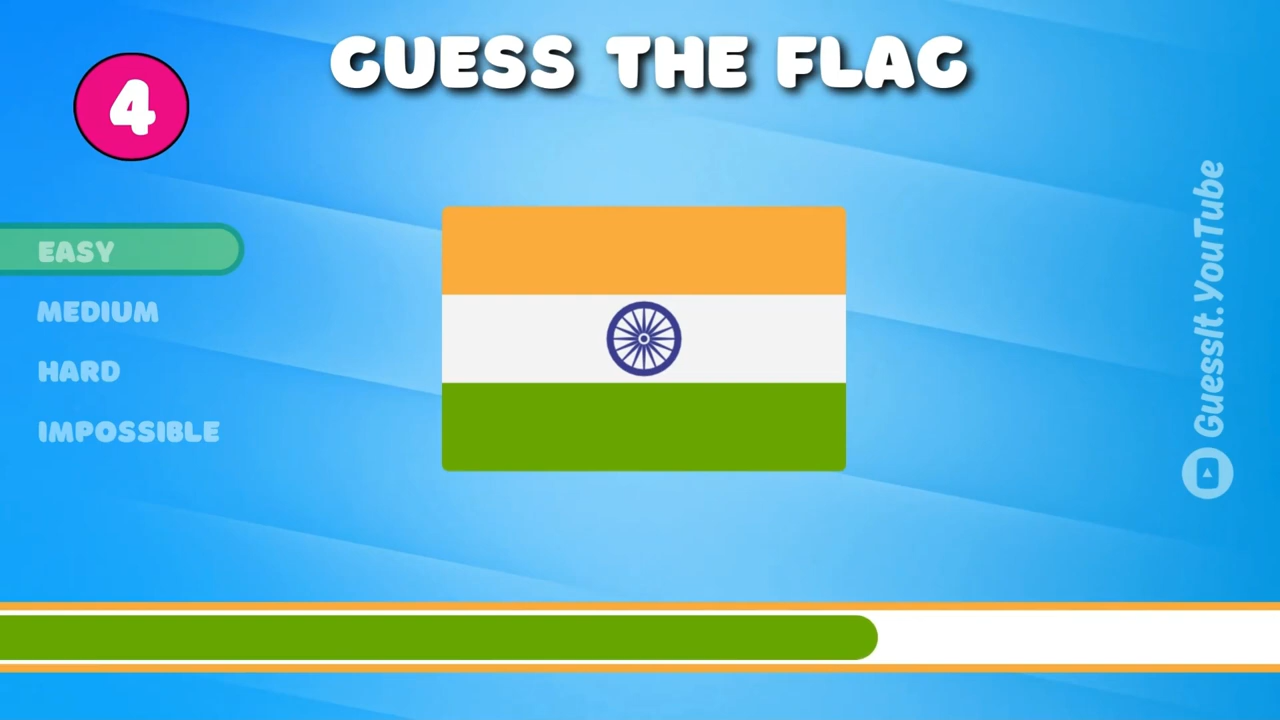 GUESS THE FLAG
4
EASY
MEDIUM
HARD
IMPOSSIBLE
GuessIt.YouTube